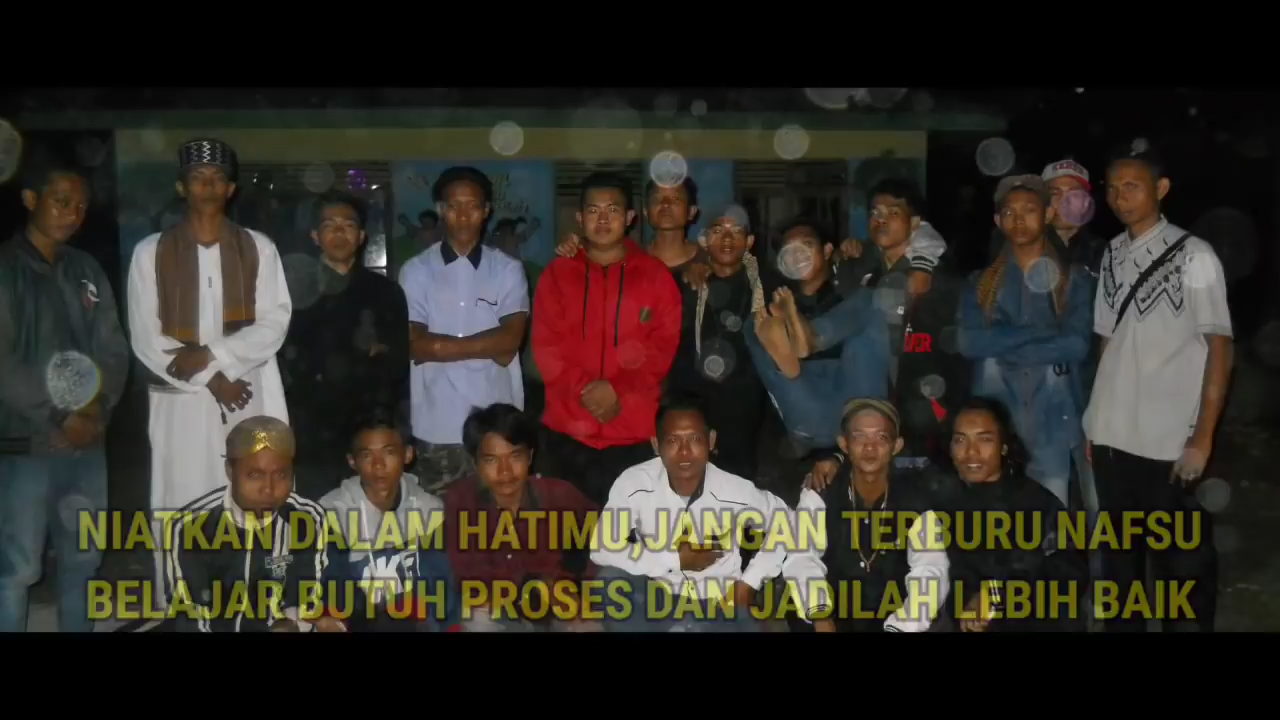 NIATKAN DALAM HATIMU,JANGAN TERBURU NAFSU
BELAJAR BUTUH PROSES DAN JADILAH LEBIH BAIK